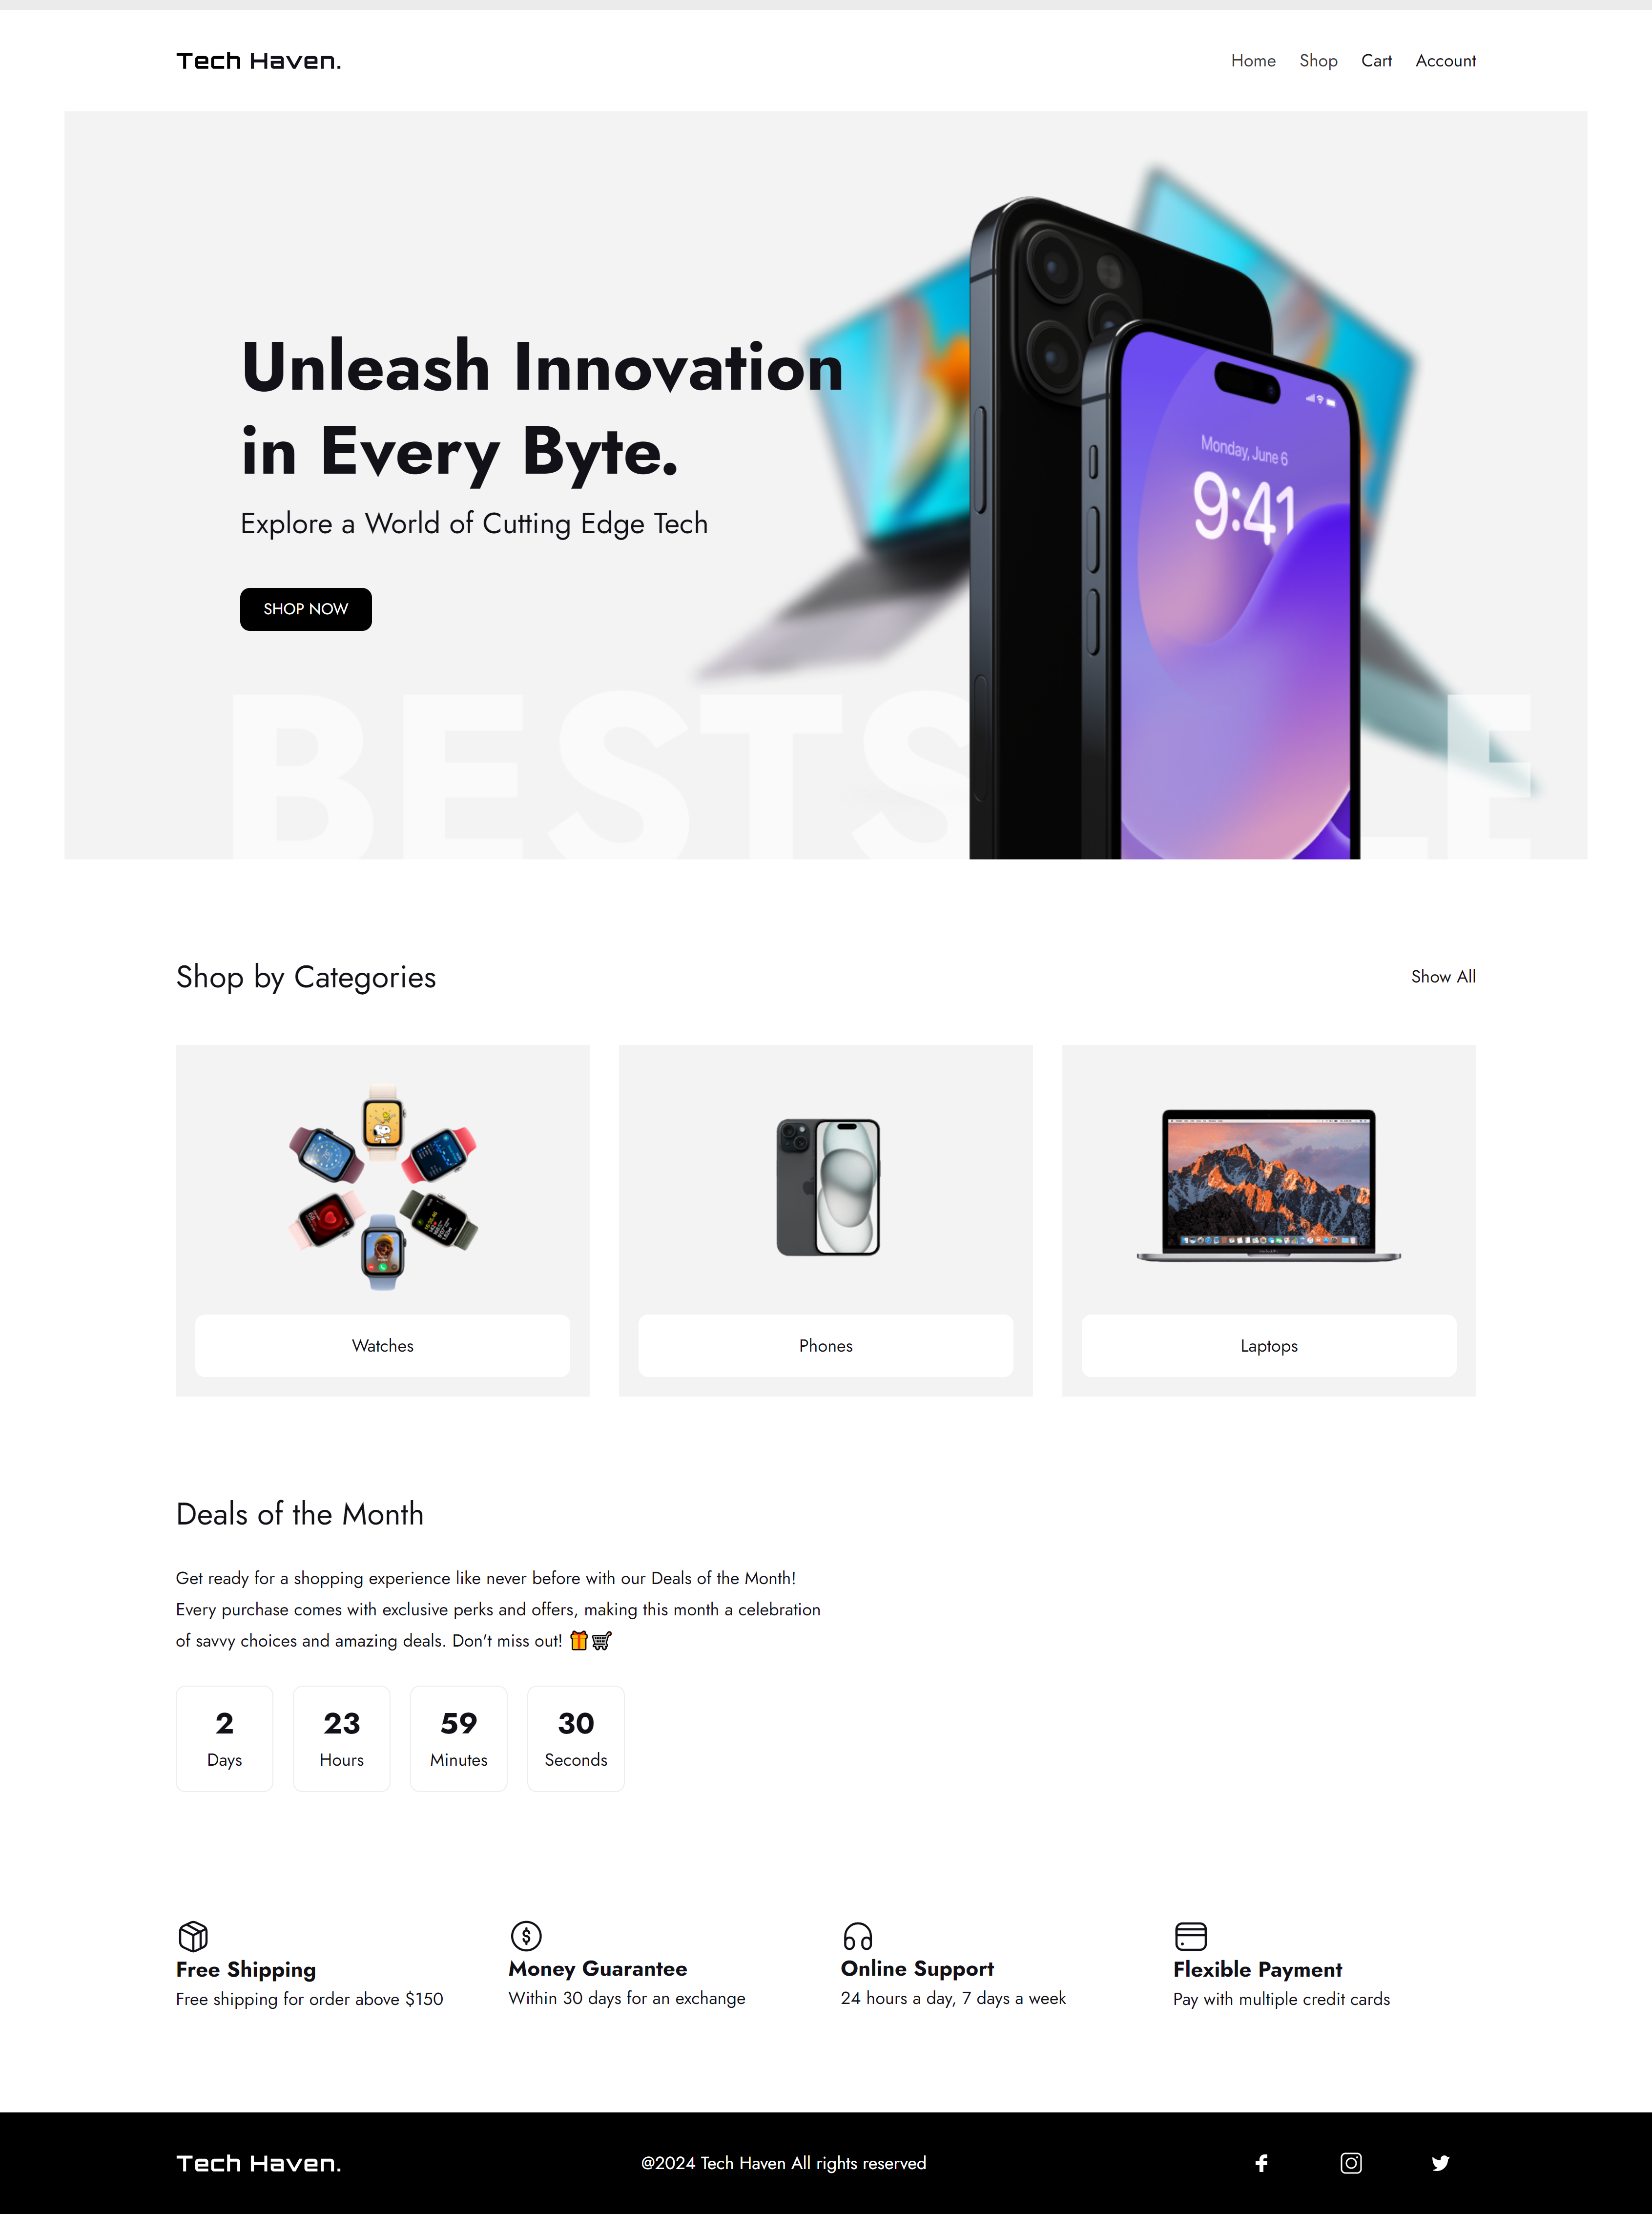 Tech Haven.
Home Shop Cart Account
Unleash Innovation
in Every Byte.
Explore a World of Cutting Edge Tech
SHOP NOW
Monday, June 6
9:41
BESTS
LE
Shop by Categories
Show All
Watches
Phones
Laptops
Deals of the Month
Get ready for a shopping experience like never before with our Deals of the Month!
Every purchase comes with exclusive perks and offers, making this month a celebration
of savvy choices and amazing deals. Don't miss out! 🎁🛒
2 23 59 30
Days Hours Minutes Seconds
Free Shipping
Free shipping for order above $150
Money Guarantee
Within 30 days for an exchange
Online Support
24 hours a day, 7 days a week
Flexible Payment
Pay with multiple credit cards
Tech Haven.
@2024 Tech Haven All rights reserved